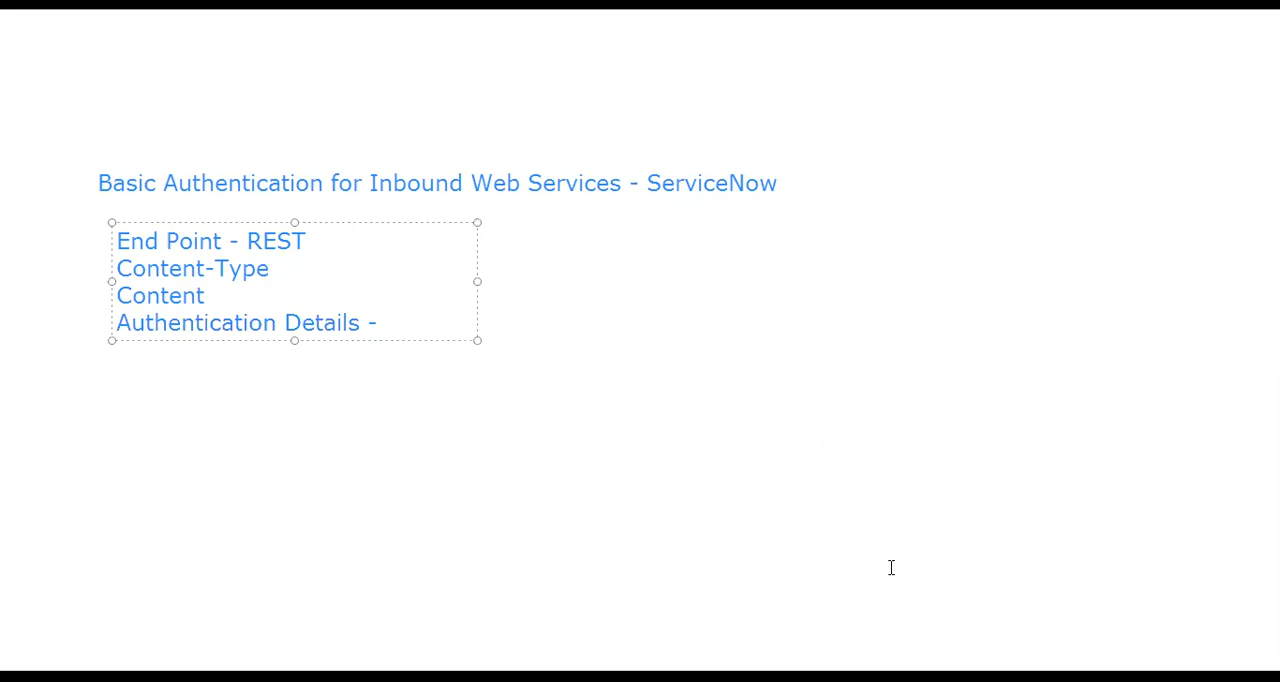 Basic Authentication for Inbound Web Services - ServiceNow
End Point - REST
Content-Type
Content
Authentication Details -